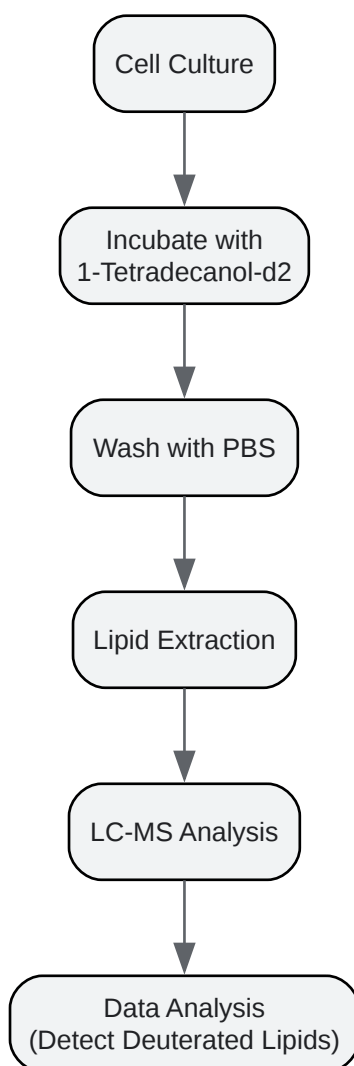 Cell Culture
Incubate with
1-Tetradecanol-d2
Wash with PBS
Lipid Extraction
LC-MS Analysis
Data Analysis
(Detect Deuterated Lipids)